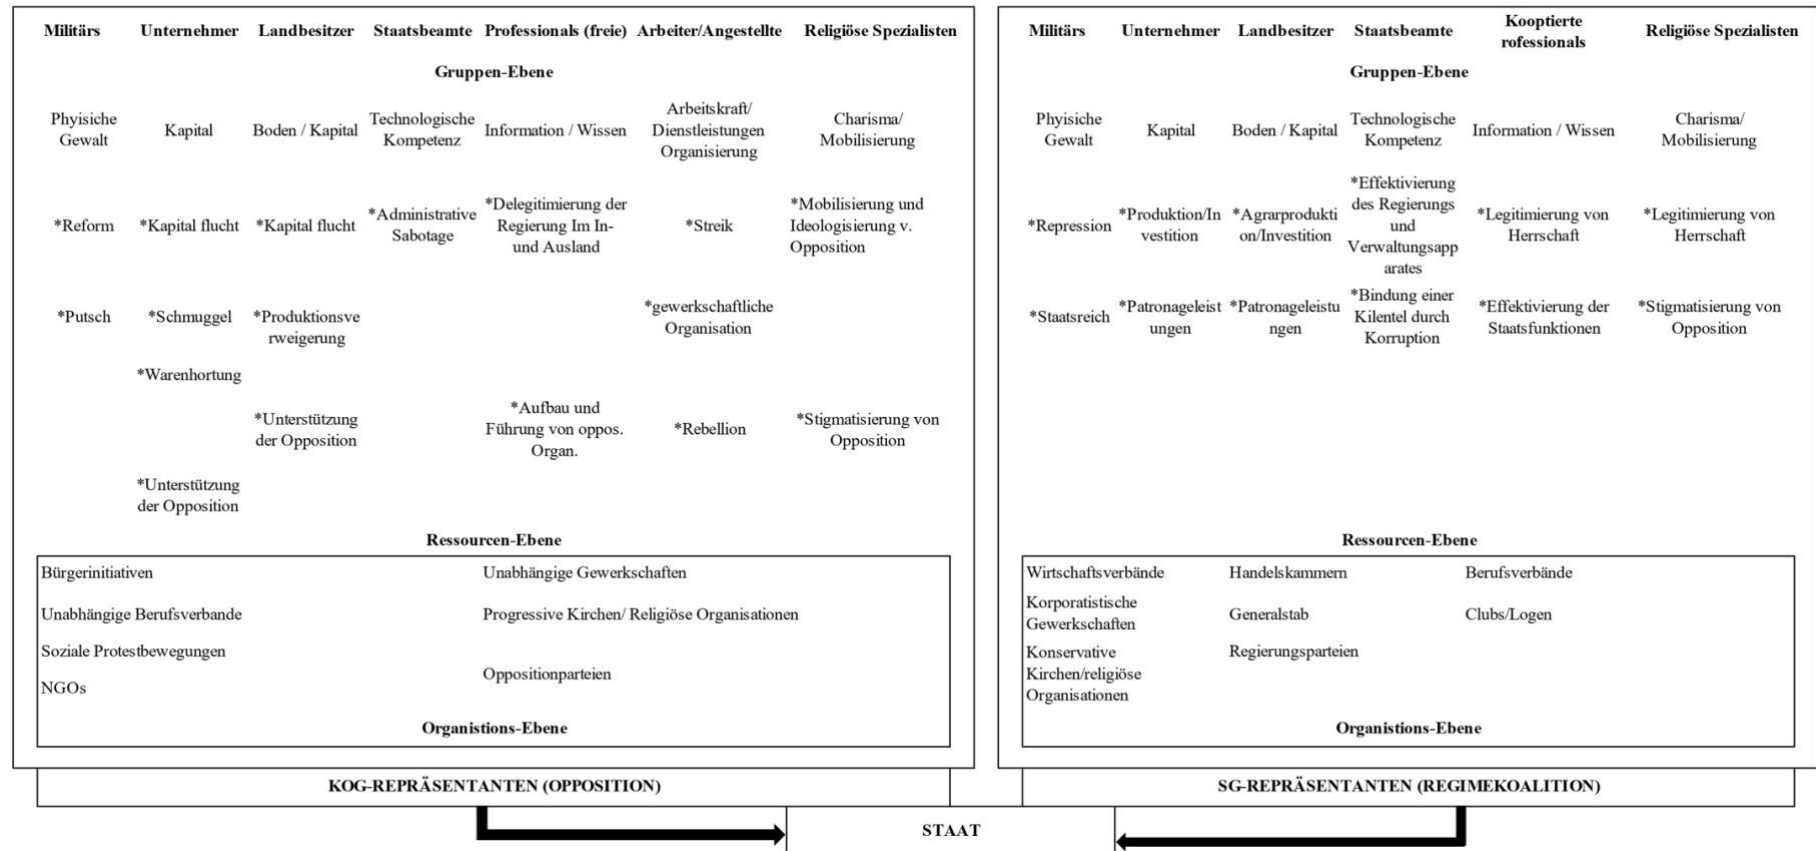 Militärs Unternehmer Landbesitzer Staatsbeamte Professionals (freie) Arbeiter/Angestellte Religiöse Spezialisten
Gruppen-Ebene
Phyisiche
Gewalt
Kapital
Boden / Kapital
Technologische
Kompetenz
Information / Wissen
Arbeitskraft/
Dienstleistungen
Organisierung
Charisma/
Mobilisierung
*Reform
*Kapital flucht
*Kapital flucht
*Administrative
Sabotage
*Delegitimierung der
Regierung Im In-
und Ausland
*Streik
*Mobilisierung und
Ideologisierung v.
Opposition
*Putsch
*Schmuggel
*Produktionsve
rweigerung
*gewerkschaftliche
Organisation
*Warenhortung
*Unterstützung
der Opposition
*Aufbau und
Führung von oppos.
Organ.
*Rebellion
*Stigmatisierung von
Opposition
*Unterstützung
der Opposition
Ressourcen-Ebene
Bürgerinitiativen
Unabhängige Gewerkschaften
Unabhängige Berufsverbande
Progressive Kirchen/ Religiöse Organisationen
Soziale Protestbewegungen
Oppositionparteien
NGOs
Organistions-Ebene
KOG-REPRÄSENTANTEN (OPPOSITION)
Militärs Unternehmer Landbesitzer Staatsbeamte
Kooptierte
rofessionals
Religiöse Spezialisten
Gruppen-Ebene
Phyisiche
Gewalt
Kapital
Boden / Kapital
Technologische
Kompetenz
Information / Wissen
Charisma/
Mobilisierung
*Repression
*Produktion/In
vestition
*Agrarprodukti
on/Investition
*Effektivierung
des Regierungs
und
Verwaltungsapp
arates
*Legitimierung von
Herrschaft
*Legitimierung von
Herrschaft
*Staatsreich
*Patronageleist
ungen
*Patronageleistu
ngen
*Bindung einer
Kilentel durch
Korruption
*Effektivierung der
Staatsfunktionen
*Stigmatisierung von
Opposition
Ressourcen-Ebene
Wirtschaftsverbände
Handelskammern
Berufsverbände
Korporatistische
Gewerkschaften
Generalstab
Clubs/Logen
Konservative
Kirchen/religiöse
Organisationen
Regierungsparteien
Organistions-Ebene
SG-REPRÄSENTANTEN (REGIMEKOALITION)
STAAT